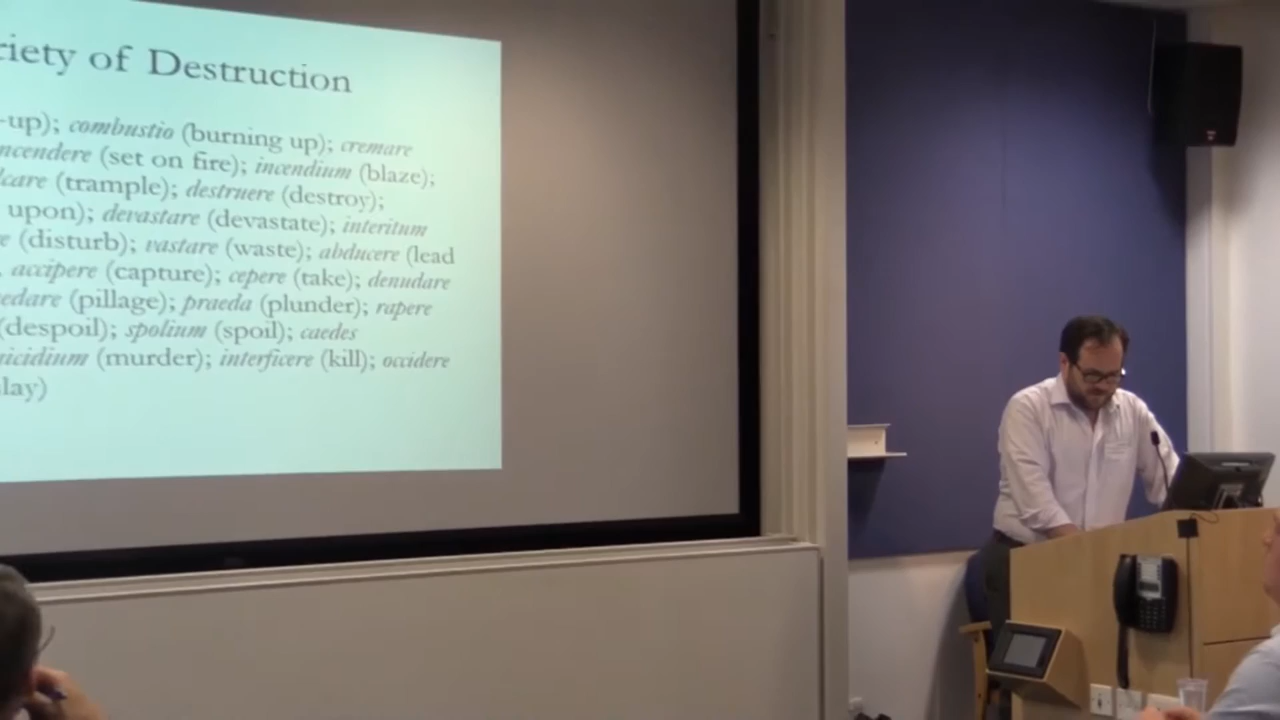 riety of Destruction
-up); combustio (burning up); cremare
ncendere (set on fire); incendium (blaze);
lcare (trample); destruere (destroy);
upon); devastare (devastate); interitum
e (disturb); vastare (waste); abducere (lead
, accipere (capture); cepere (take); denudare
edare (pillage); praeda (plunder); rapere
(despoil); spolium (spoil); caedes
icidium (murder); interficere (kill); occidere
lay)